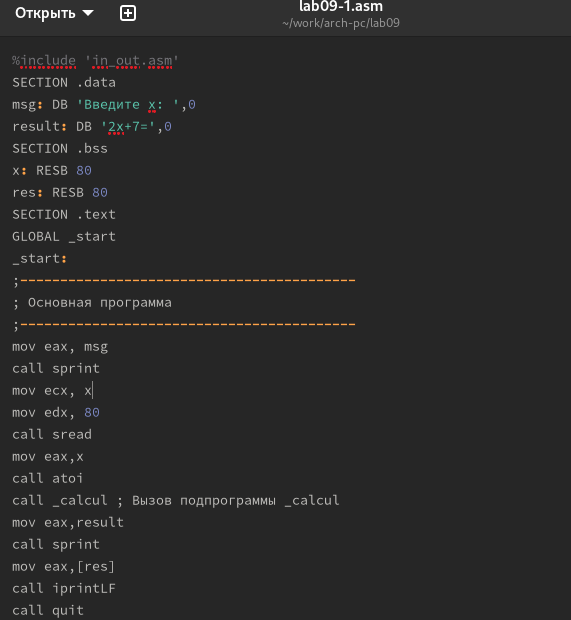 Открыть
lab09-1.asm
~/work/arch-pc/lab09
%include 'in_out.asm'
SECTION .data
msg: DB 'Введите x: ',0
result: DB '2x+7=',0
SECTION .bss
x: RESB 80
res: RESB 80
SECTION .text
GLOBAL _start
_start:
;------------------------------------------
; Основная программа
;------------------------------------------
mov eax, msg
call sprint
mov ecx, x
mov edx, 80
call sread
mov eax,x
call atoi
call _calcul ; Вызов подпрограммы _calcul
mov eax,result
call sprint
mov eax,[res]
call iprintLF
call quit